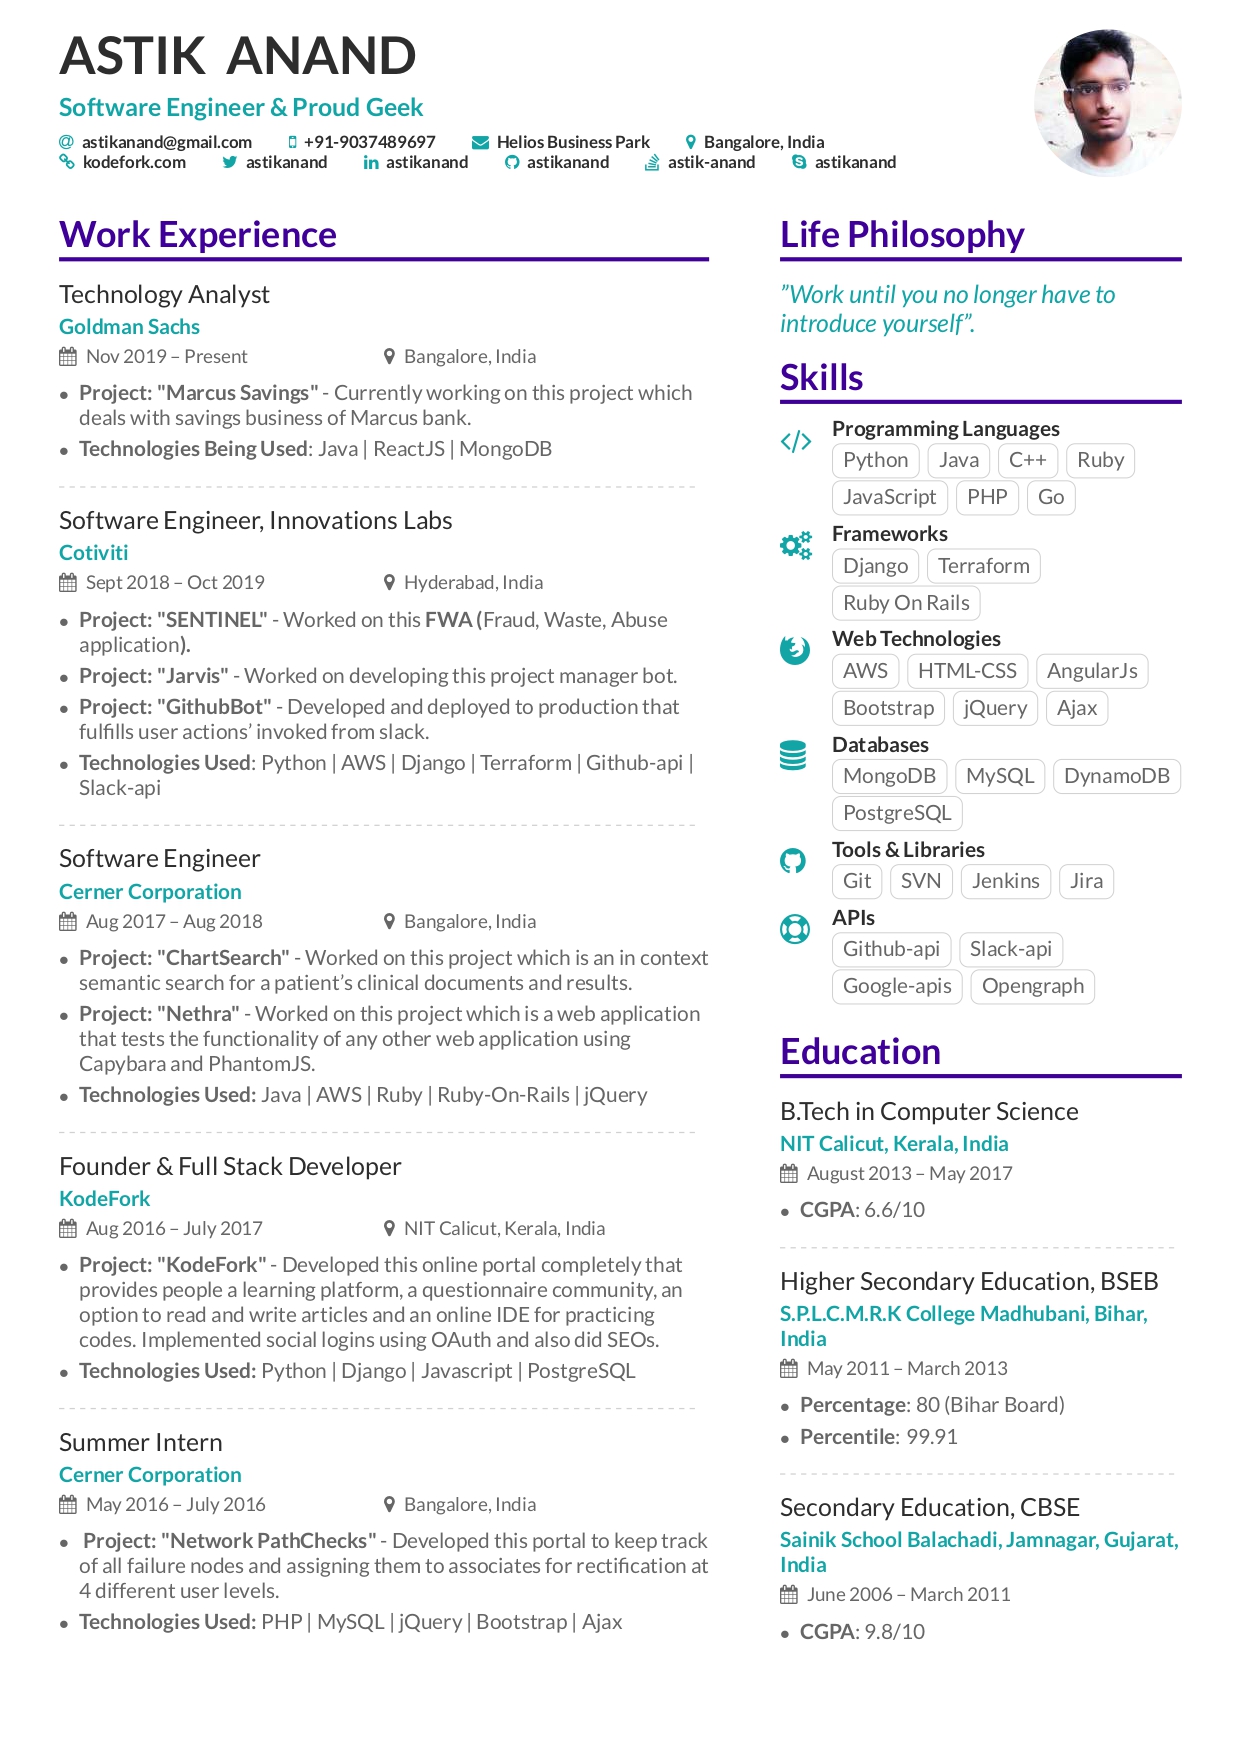 ASTIK ANAND
Software Engineer & Proud Geek
astikanand@gmail.com +91-9037489697 Helios Business Park Bangalore, India
kodefork.com astikanand astikanand astikanand astik-anand astikanand
Work Experience
Technology Analyst
Goldman Sachs
Nov 2019 – Present Bangalore, India
• Project: "Marcus Savings" - Currently working on this project which
deals with savings business of Marcus bank.
• Technologies Being Used: Java | ReactJS | MongoDB
Software Engineer, Innovations Labs
Cotiviti
Sept 2018 – Oct 2019 Hyderabad, India
• Project: "SENTINEL" - Worked on this FWA (Fraud, Waste, Abuse
application).
• Project: "Jarvis" - Worked on developing this project manager bot.
• Project: "GithubBot" - Developed and deployed to production that
fulfills user actions’ invoked from slack.
• Technologies Used: Python | AWS | Django | Terraform | Github-api |
Slack-api
Software Engineer
Cerner Corporation
Aug 2017 – Aug 2018 Bangalore, India
• Project: "ChartSearch" - Worked on this project which is an in context
semantic search for a patient’s clinical documents and results.
• Project: "Nethra" - Worked on this project which is a web application
that tests the functionality of any other web application using
Capybara and PhantomJS.
• Technologies Used: Java | AWS | Ruby | Ruby-On-Rails | jQuery
Founder & Full Stack Developer
KodeFork
Aug 2016 – July 2017 NIT Calicut, Kerala, India
• Project: "KodeFork" - Developed this online portal completely that
provides people a learning platform, a questionnaire community, an
option to read and write articles and an online IDE for practicing
codes. Implemented social logins using OAuth and also did SEOs.
• Technologies Used: Python | Django | Javascript | PostgreSQL
Summer Intern
Cerner Corporation
May 2016 – July 2016 Bangalore, India
• Project: "Network PathChecks" - Developed this portal to keep track
of all failure nodes and assigning them to associates for rectification at
4 different user levels.
• Technologies Used: PHP | MySQL | jQuery | Bootstrap | Ajax
Life Philosophy
”Work until you no longer have to
introduce yourself”.
Skills
Programming Languages
Python Java C++ Ruby
JavaScript PHP Go
Frameworks
Django Terraform
Ruby On Rails
Web Technologies
AWS HTML-CSS AngularJs
Bootstrap jQuery Ajax
Databases
MongoDB MySQL DynamoDB
PostgreSQL
Tools & Libraries
Git SVN Jenkins Jira
APIs
Github-api Slack-api
Google-apis Opengraph
Education
B.Tech in Computer Science
NIT Calicut, Kerala, India
August 2013 – May 2017
• CGPA: 6.6/10
Higher Secondary Education, BSEB
S.P.L.C.M.R.K College Madhubani, Bihar,
India
May 2011 – March 2013
• Percentage: 80 (Bihar Board)
• Percentile: 99.91
Secondary Education, CBSE
Sainik School Balachadi, Jamnagar, Gujarat,
India
June 2006 – March 2011
• CGPA: 9.8/10